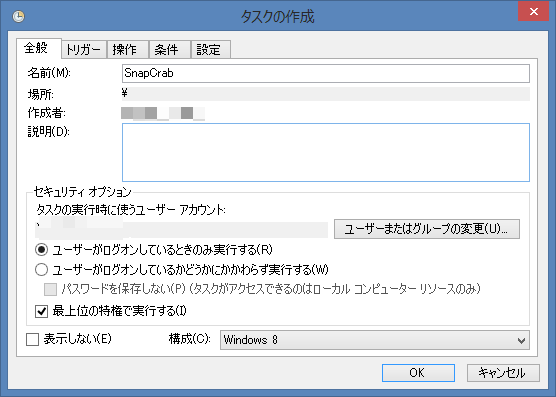 タスクの作成
全般 トリガー 操作 条件 設定
名前(M): SnapCrab
場所: ¥
作成者:
説明(D):
セキュリティ オプション
タスクの実行時に使うユーザー アカウント:
ユーザーまたはグループの変更(U)...
ユーザーがログオンしているときのみ実行する(R)
ユーザーがログオンしているかどうかにかかわらず実行する(W)
パスワードを保存しない(P) (タスクがアクセスできるのはローカル コンピューター リソースのみ)
最上位の特権で実行する(I)
表示しない(E) 構成(C): Windows 8
OK キャンセル